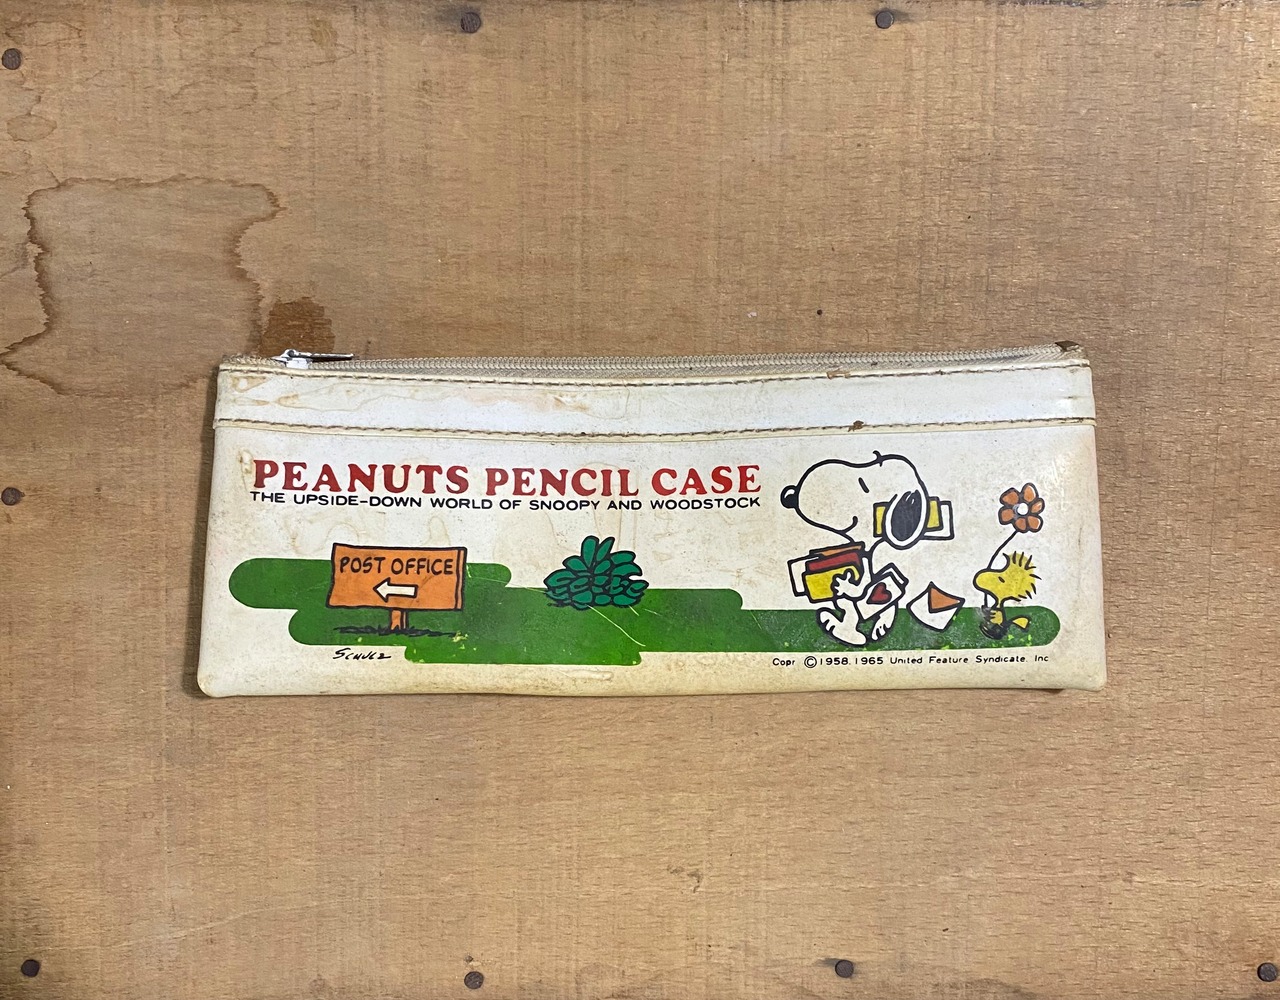 PEANUTS PENCIL CASE
THE UPSIDE-DOWN WORLD OF SNOOPY AND WOODSTOCK
POST OFFICE
SCHULZ
Copr ©1958.1965 United Feature Syndicate. Inc